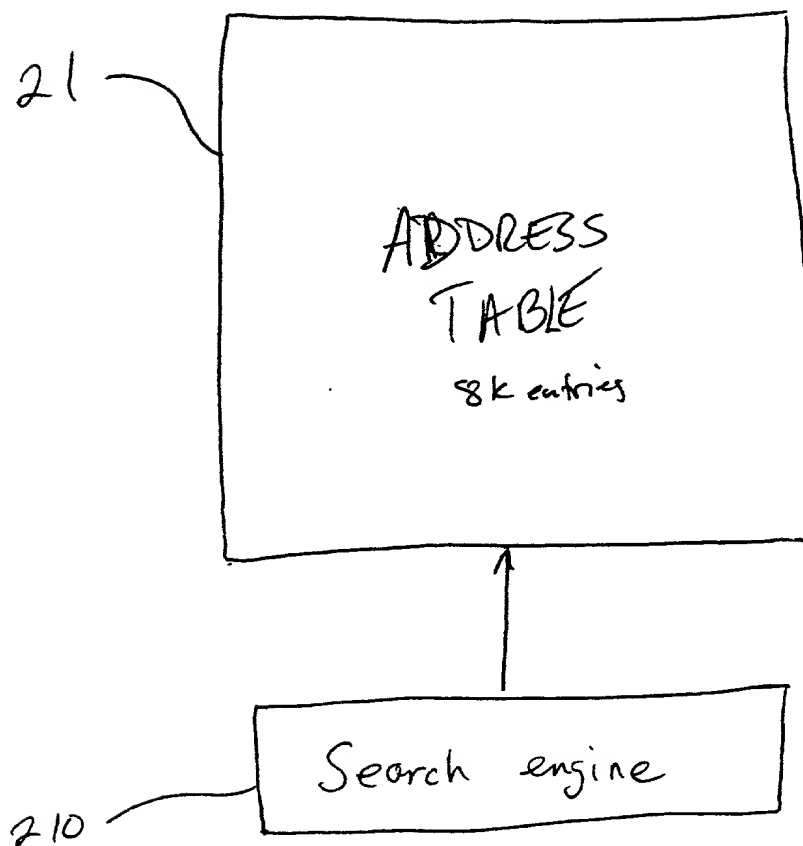 21
ADDRESS
TABLE
8K entries
Search engine
210